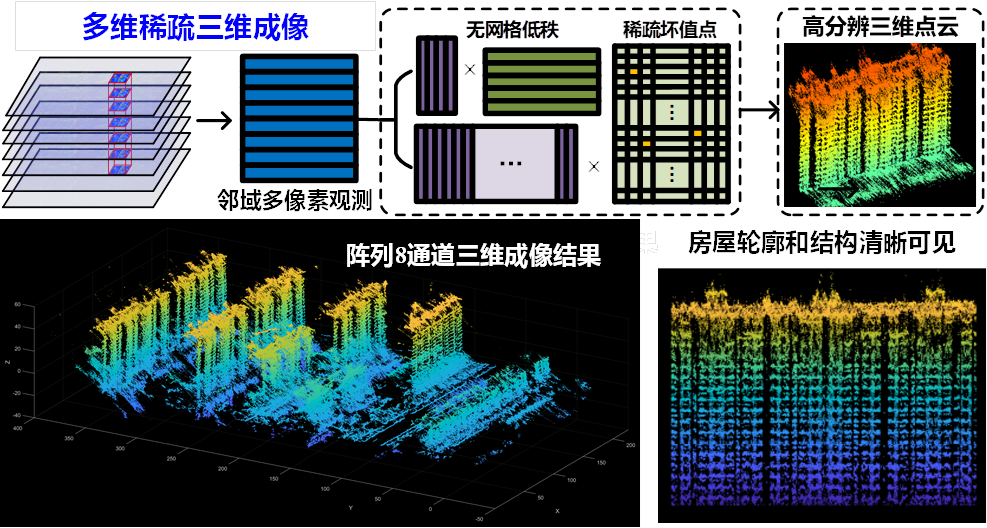 多维稀疏三维成像
无网格低秩
稀疏坏值点
高分辨三维点云
×
...
×
邻域多像素观测
阵列8通道三维成像结果
房屋轮廓和结构清晰可见
60
40
20
0
-20
-40
Z
400
350
300
250
200
150
100
50
0
-50
Y
200
150
100
50
X